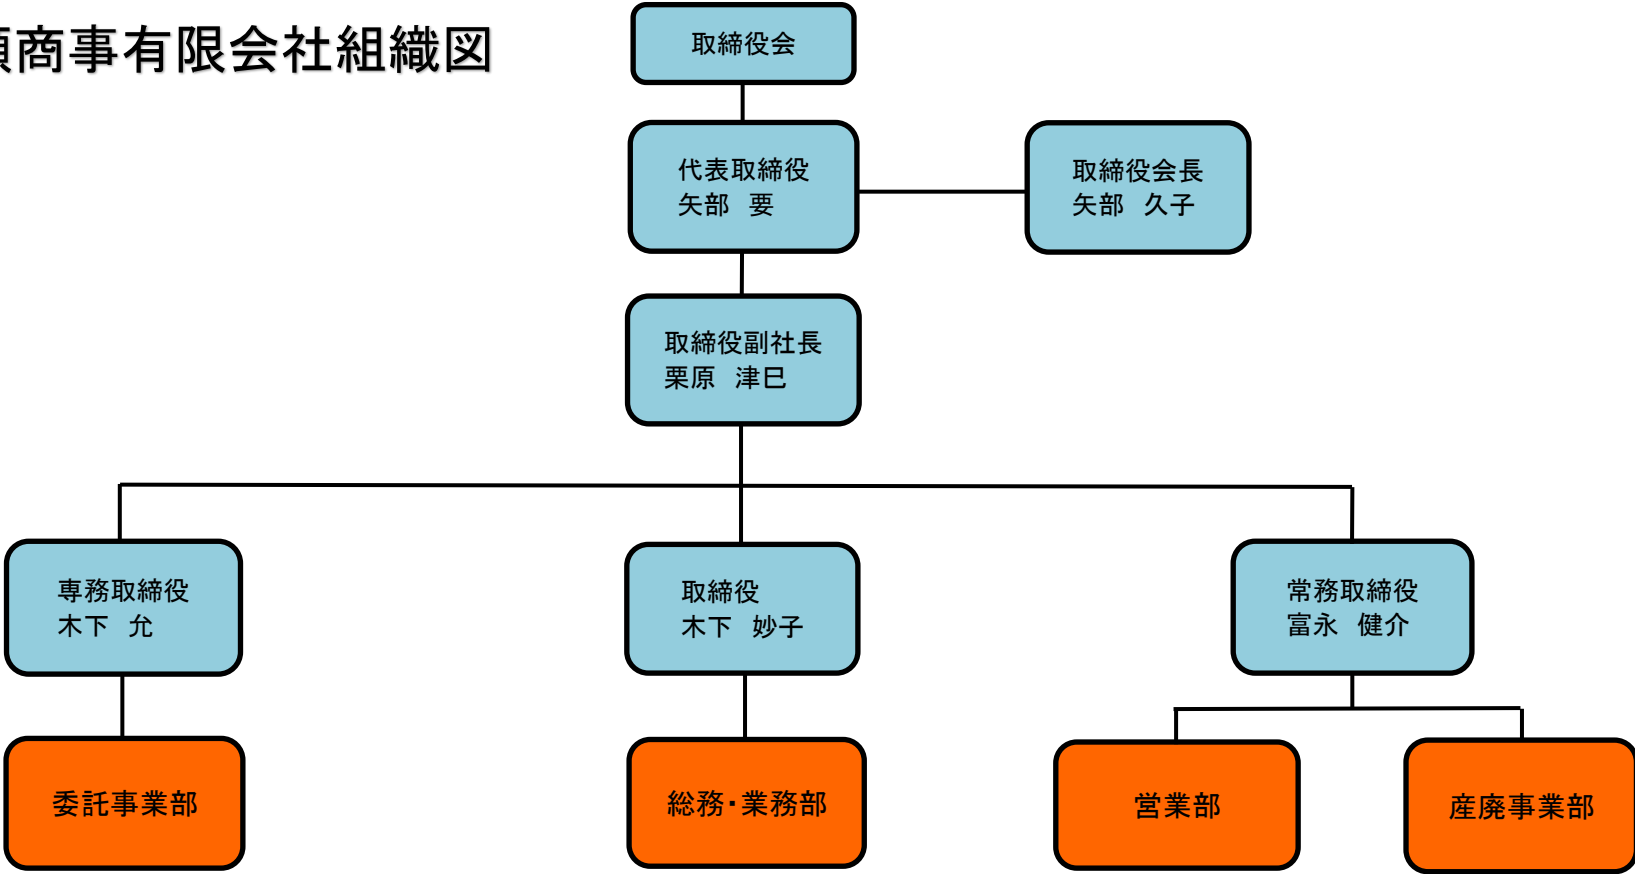 商事有限会社組織図
取締役会
代表取締役
矢部 要
取締役会長
矢部 久子
取締役副社長
栗原 津巳
専務取締役
木下 允
取締役
木下 妙子
常務取締役
富永 健介
委託事業部
総務・業務部
営業部
産廃事業部